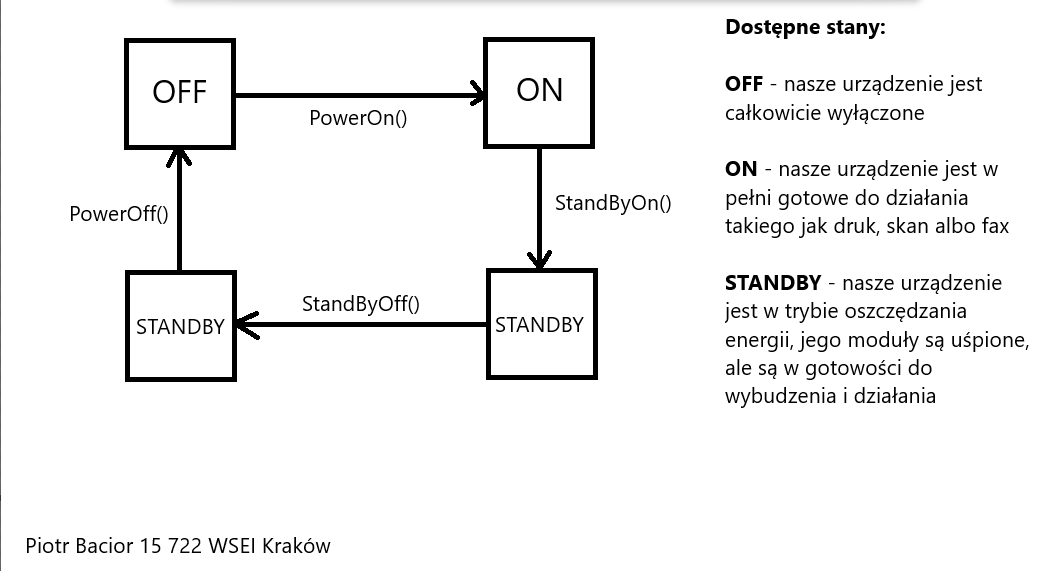 OFF
PowerOn()
ON
PowerOff()
StandByOn()
STANDBY
StandByOff()
STANDBY
Dostępne stany:
OFF - nasze urządzenie jest
całkowicie wyłączone
ON - nasze urządzenie jest w
pełni gotowe do działania
takiego jak druk, skan albo fax
STANDBY - nasze urządzenie
jest w trybie oszczędzania
energii, jego moduły są uśpione,
ale są w gotowości do
wybudzenia i działania
Piotr Bacior 15 722 WSEI Kraków